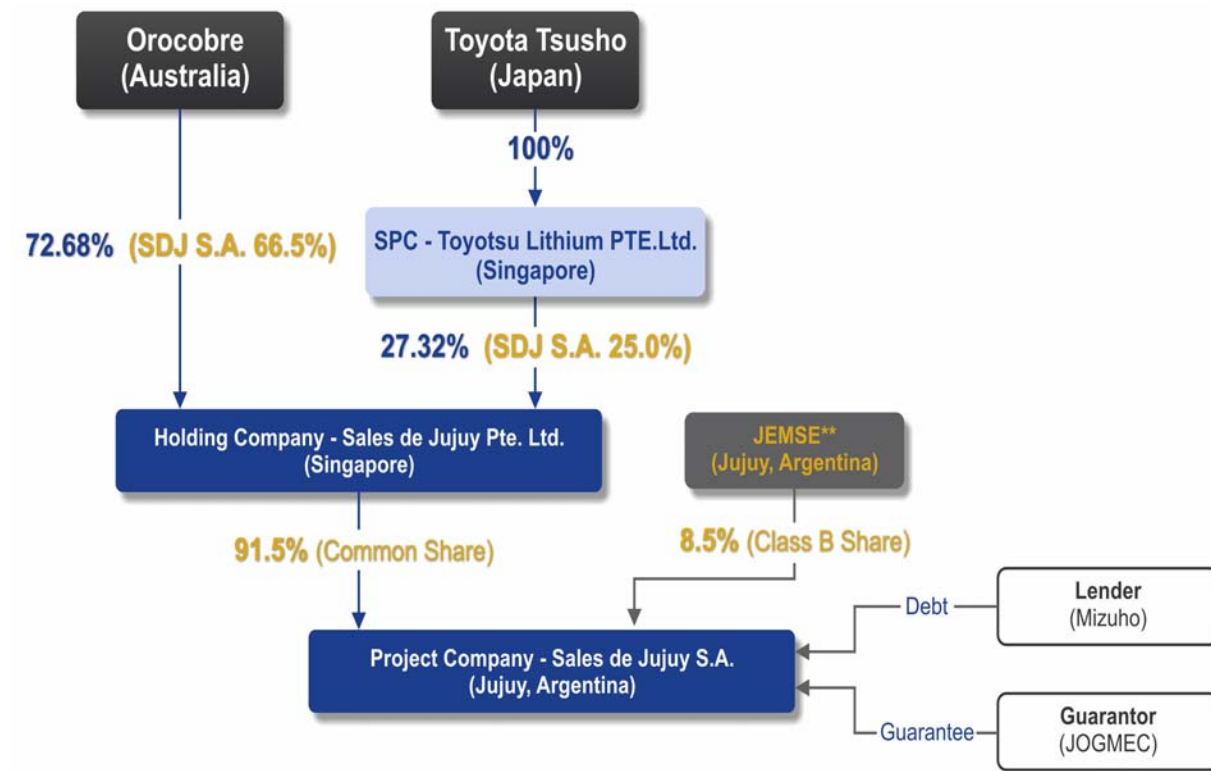 Orocobre
(Australia)
Toyota Tsusho
(Japan)
100%
72.68% (SDJ S.A. 66.5%)
SPC - Toyotsu Lithium PTE.Ltd.
(Singapore)
27.32% (SDJ S.A. 25.0%)
Holding Company - Sales de Jujuy Pte. Ltd.
(Singapore)
JEMSE**
(Jujuy, Argentina)
91.5% (Common Share)
8.5% (Class B Share)
Debt
Lender
(Mizuho)
Project Company - Sales de Jujuy S.A.
(Jujuy, Argentina)
Guarantee
Guarantor
(JOGMEC)